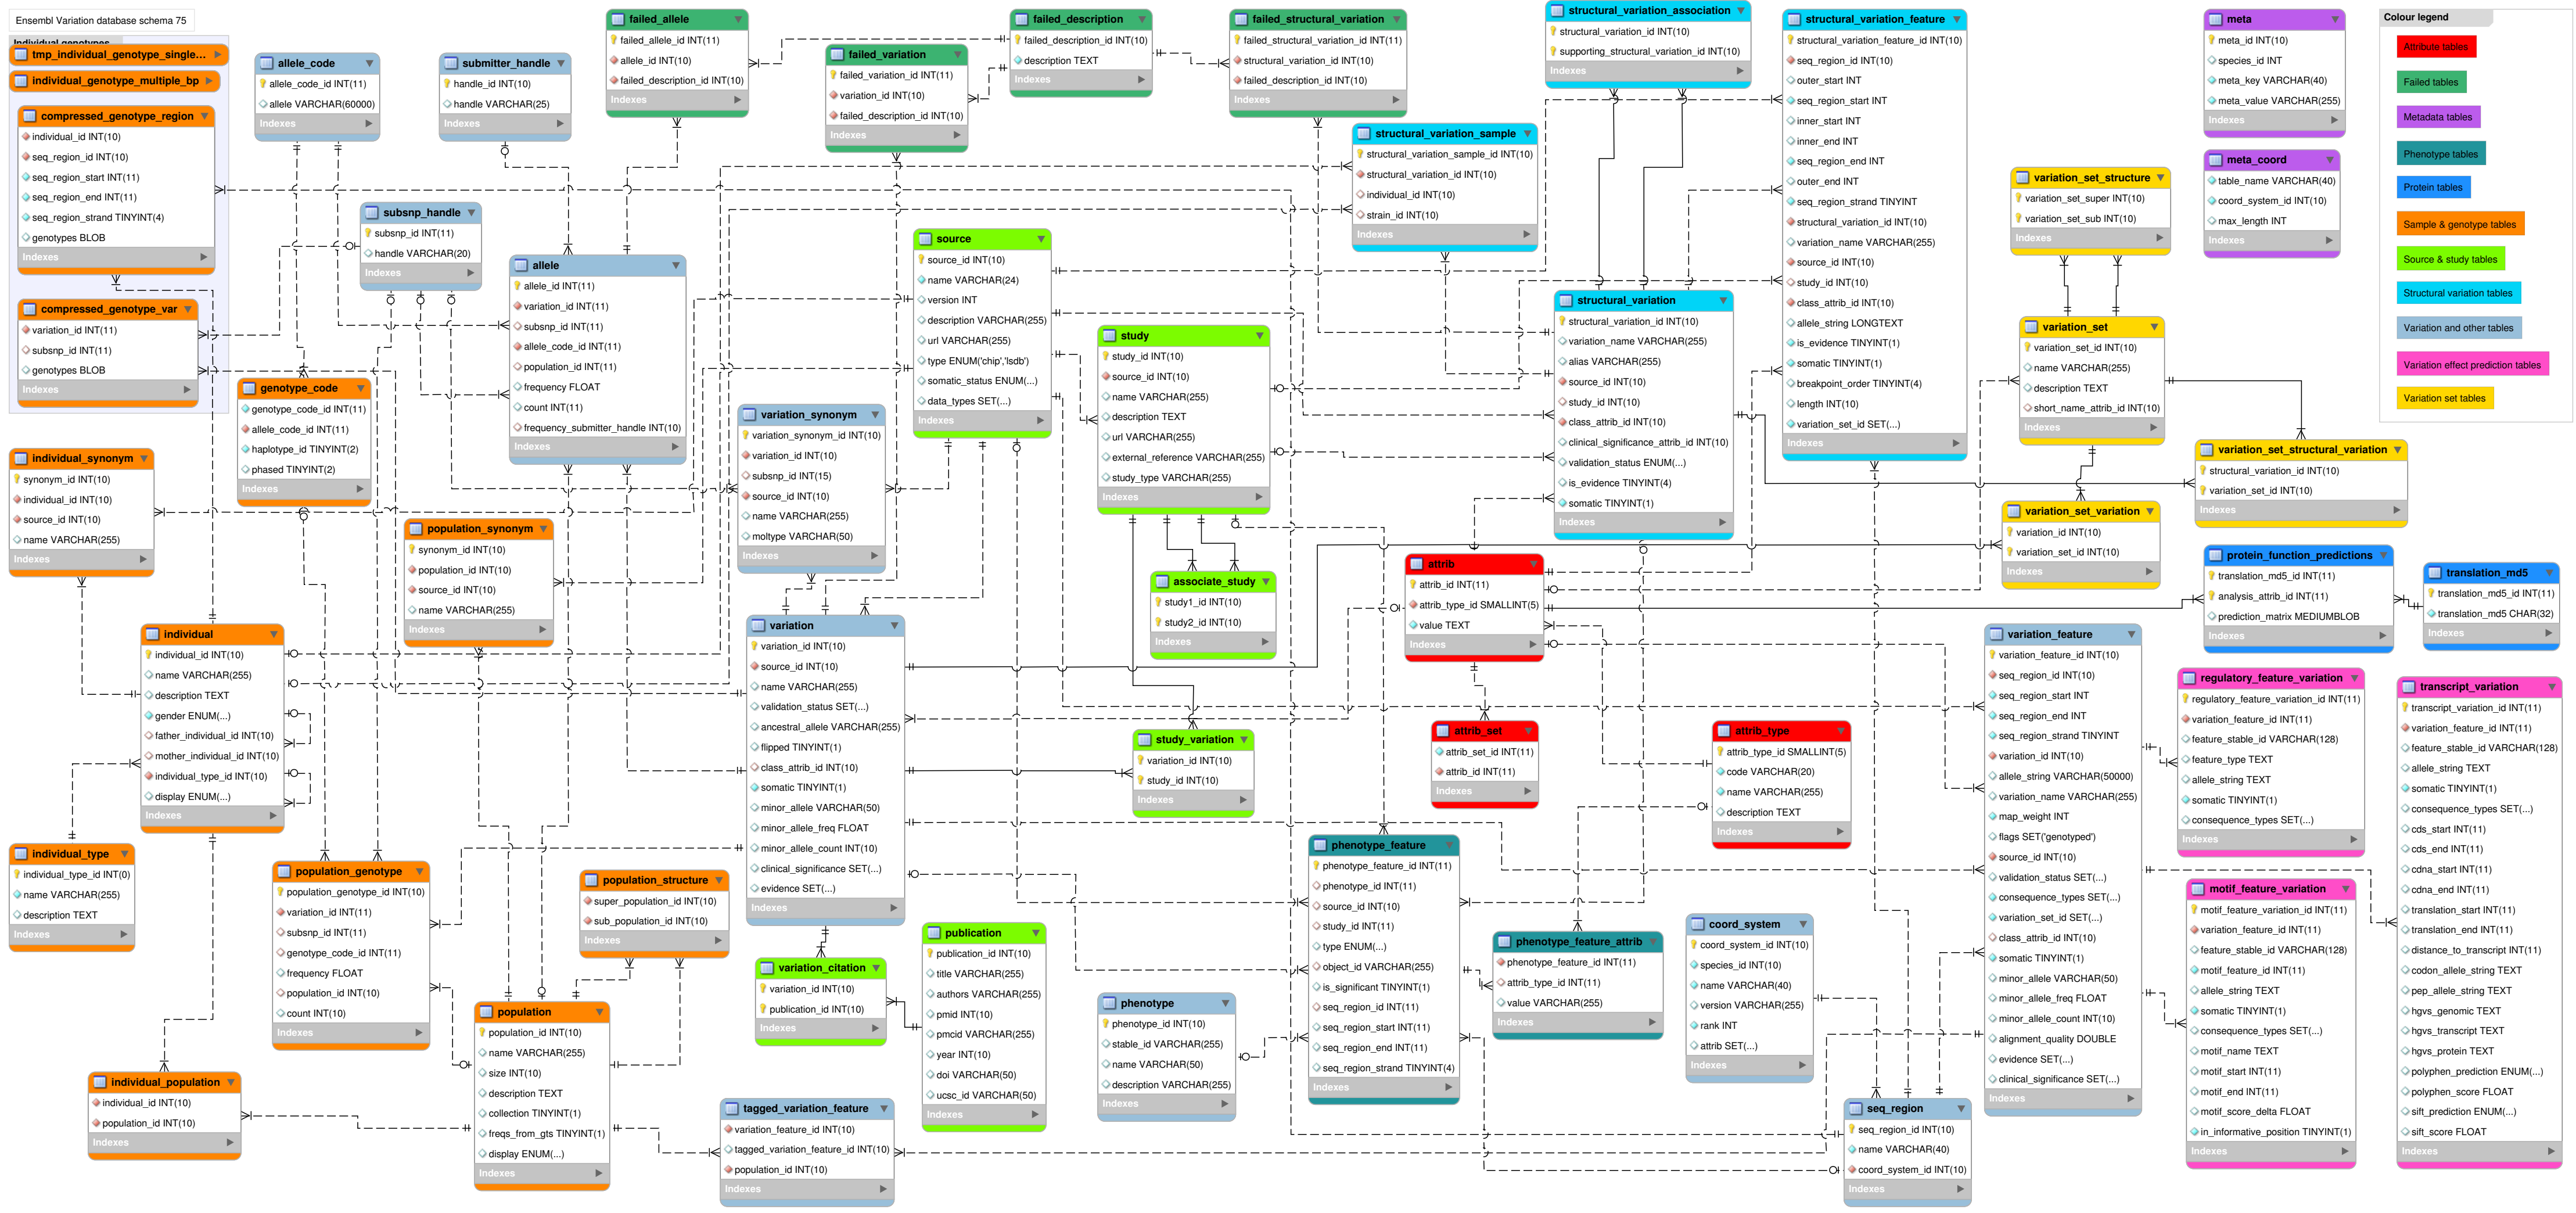 Ensembl Variation database schema 75
Individual genotypes
tmp_individual_genotype_single...
individual_genotype_multiple_bp
compressed_genotype_region
individual_id INT(10)
seq_region_id INT(10)
seq_region_start INT(11)
seq_region_end INT(11)
seq_region_strand TINYINT(4)
genotypes BLOB
Indexes
compressed_genotype_var
variation_id INT(11)
subsnp_id INT(11)
genotypes BLOB
Indexes
allele_code
allele_code_id INT(11)
allele VARCHAR(60000)
Indexes
submitter_handle
handle_id INT(10)
handle VARCHAR(25)
Indexes
failed_allele
failed_allele_id INT(11)
allele_id INT(10)
failed_description_id INT(10)
Indexes
failed_variation
failed_variation_id INT(11)
variation_id INT(10)
failed_description_id INT(10)
Indexes
failed_description
failed_description_id INT(10)
description TEXT
Indexes
failed_structural_variation
failed_structural_variation_id INT(11)
structural_variation_id INT(10)
failed_description_id INT(10)
Indexes
structural_variation_association
structural_variation_id INT(10)
supporting_structural_variation_id INT(10)
Indexes
structural_variation_sample
structural_variation_sample_id INT(10)
structural_variation_id INT(10)
individual_id INT(10)
strain_id INT(10)
Indexes
structural_variation_feature
structural_variation_feature_id INT(10)
seq_region_id INT(10)
outer_start INT
seq_region_start INT
inner_start INT
inner_end INT
seq_region_end INT
outer_end INT
seq_region_strand TINYINT
structural_variation_id INT(10)
variation_name VARCHAR(255)
source_id INT(10)
study_id INT(10)
class_attrib_id INT(10)
allele_string LONGTEXT
is_evidence TINYINT(1)
somatic TINYINT(1)
breakpoint_order TINYINT(4)
length INT(10)
variation_set_id SET(...)
Indexes
meta
meta_id INT(10)
species_id INT
meta_key VARCHAR(40)
meta_value VARCHAR(255)
Indexes
meta_coord
table_name VARCHAR(40)
coord_system_id INT(10)
max_length INT
Indexes
Colour legend
Attribute tables
Failed tables
Metadata tables
Phenotype tables
Protein tables
Sample & genotype tables
Source & study tables
Structural variation tables
Variation and other tables
Variation effect prediction tables
Variation set tables
variation_set_structure
variation_set_super INT(10)
variation_set_sub INT(10)
Indexes
variation_set
variation_set_id INT(10)
name VARCHAR(255)
description TEXT
short_name_attrib_id INT(10)
Indexes
variation_set_structural_variation
structural_variation_id INT(10)
variation_set_id INT(10)
Indexes
variation_set_variation
variation_id INT(10)
variation_set_id INT(10)
Indexes
subsnp_handle
subsnp_id INT(11)
handle VARCHAR(20)
Indexes
allele
allele_id INT(11)
variation_id INT(11)
subsnp_id INT(11)
allele_code_id INT(11)
population_id INT(11)
frequency FLOAT
count INT(11)
frequency_submitter_handle INT(10)
Indexes
source
source_id INT(10)
name VARCHAR(24)
version INT
description VARCHAR(255)
url VARCHAR(255)
type ENUM('chip','lsdb')
somatic_status ENUM(...)
data_types SET(...)
Indexes
study
study_id INT(10)
source_id INT(10)
name VARCHAR(255)
description TEXT
url VARCHAR(255)
external_reference VARCHAR(255)
study_type VARCHAR(255)
Indexes
structural_variation
structural_variation_id INT(10)
variation_name VARCHAR(255)
alias VARCHAR(255)
source_id INT(10)
study_id INT(10)
class_attrib_id INT(10)
clinical_significance_attrib_id INT(10)
validation_status ENUM(...)
is_evidence TINYINT(4)
somatic TINYINT(1)
Indexes
genotype_code
genotype_code_id INT(11)
allele_code_id INT(11)
haplotype_id TINYINT(2)
phased TINYINT(2)
Indexes
variation_synonym
variation_synonym_id INT(10)
variation_id INT(10)
subsnp_id INT(15)
source_id INT(10)
name VARCHAR(255)
moltype VARCHAR(50)
Indexes
individual_synonym
synonym_id INT(10)
individual_id INT(10)
source_id INT(10)
name VARCHAR(255)
Indexes
population_synonym
synonym_id INT(10)
population_id INT(10)
source_id INT(10)
name VARCHAR(255)
Indexes
associate_study
study1_id INT(10)
study2_id INT(10)
Indexes
attrib
attrib_id INT(11)
attrib_type_id SMALLINT(5)
value TEXT
Indexes
protein_function_predictions
translation_md5_id INT(11)
analysis_attrib_id INT(11)
prediction_matrix MEDIUMBLOB
Indexes
translation_md5
translation_md5_id INT(11)
translation_md5 CHAR(32)
Indexes
individual
individual_id INT(10)
name VARCHAR(255)
description TEXT
gender ENUM(...)
father_individual_id INT(10)
mother_individual_id INT(10)
individual_type_id INT(10)
display ENUM(...)
Indexes
variation
variation_id INT(10)
source_id INT(10)
name VARCHAR(255)
validation_status SET(...)
ancestral_allele VARCHAR(255)
flipped TINYINT(1)
class_attrib_id INT(10)
somatic TINYINT(1)
minor_allele VARCHAR(50)
minor_allele_freq FLOAT
minor_allele_count INT(10)
clinical_significance SET(...)
evidence SET(...)
Indexes
study_variation
variation_id INT(10)
study_id INT(10)
Indexes
attrib_set
attrib_set_id INT(11)
attrib_id INT(11)
Indexes
attrib_type
attrib_type_id SMALLINT(5)
code VARCHAR(20)
name VARCHAR(255)
description TEXT
Indexes
variation_feature
variation_feature_id INT(10)
seq_region_id INT(10)
seq_region_start INT
seq_region_end INT
seq_region_strand TINYINT
variation_id INT(10)
allele_string VARCHAR(50000)
variation_name VARCHAR(255)
map_weight INT
flags SET('genotyped')
source_id INT(10)
validation_status SET(...)
consequence_types SET(...)
variation_set_id SET(...)
class_attrib_id INT(10)
somatic TINYINT(1)
minor_allele VARCHAR(50)
minor_allele_freq FLOAT
minor_allele_count INT(10)
alignment_quality DOUBLE
evidence SET(...)
clinical_significance SET(...)
Indexes
regulatory_feature_variation
regulatory_feature_variation_id INT(11)
variation_feature_id INT(11)
feature_stable_id VARCHAR(128)
feature_type TEXT
allele_string TEXT
somatic TINYINT(1)
consequence_types SET(...)
Indexes
transcript_variation
transcript_variation_id INT(11)
variation_feature_id INT(11)
feature_stable_id VARCHAR(128)
allele_string TEXT
somatic TINYINT(1)
consequence_types SET(...)
cds_start INT(11)
cds_end INT(11)
cdna_start INT(11)
cdna_end INT(11)
translation_start INT(11)
translation_end INT(11)
distance_to_transcript INT(11)
codon_allele_string TEXT
pep_allele_string TEXT
hgvs_genomic TEXT
hgvs_transcript TEXT
hgvs_protein TEXT
polyphen_prediction ENUM(...)
polyphen_score FLOAT
sift_prediction ENUM(...)
sift_score FLOAT
Indexes
motif_feature_variation
motif_feature_variation_id INT(11)
variation_feature_id INT(11)
feature_stable_id VARCHAR(128)
motif_feature_id INT(11)
allele_string TEXT
somatic TINYINT(1)
consequence_types SET(...)
motif_name TEXT
motif_start INT(11)
motif_end INT(11)
motif_score_delta FLOAT
in_informative_position TINYINT(1)
Indexes
individual_type
individual_type_id INT(0)
name VARCHAR(255)
description TEXT
Indexes
population_genotype
population_genotype_id INT(10)
variation_id INT(11)
subsnp_id INT(11)
genotype_code_id INT(11)
frequency FLOAT
population_id INT(10)
count INT(10)
Indexes
population_structure
super_population_id INT(10)
sub_population_id INT(10)
Indexes
variation_citation
variation_id INT(10)
publication_id INT(10)
Indexes
publication
publication_id INT(10)
title VARCHAR(255)
authors VARCHAR(255)
pmid INT(10)
pmcid VARCHAR(255)
year INT(10)
doi VARCHAR(50)
ucsc_id VARCHAR(50)
Indexes
phenotype_feature
phenotype_feature_id INT(11)
phenotype_id INT(11)
source_id INT(10)
study_id INT(11)
type ENUM(...)
object_id VARCHAR(255)
is_significant TINYINT(1)
seq_region_id INT(11)
seq_region_start INT(11)
seq_region_end INT(11)
seq_region_strand TINYINT(4)
Indexes
phenotype_feature_attrib
phenotype_feature_id INT(11)
attrib_type_id INT(11)
value VARCHAR(255)
Indexes
coord_system
coord_system_id INT(10)
species_id INT(10)
name VARCHAR(40)
version VARCHAR(255)
rank INT
attrib SET(...)
Indexes
phenotype
phenotype_id INT(10)
stable_id VARCHAR(255)
name VARCHAR(50)
description VARCHAR(255)
Indexes
population
population_id INT(10)
name VARCHAR(255)
size INT(10)
description TEXT
collection TINYINT(1)
freqs_from_gts TINYINT(1)
display ENUM(...)
Indexes
individual_population
individual_id INT(10)
population_id INT(10)
Indexes
tagged_variation_feature
variation_feature_id INT(10)
tagged_variation_feature_id INT(10)
population_id INT(10)
Indexes
seq_region
seq_region_id INT(10)
name VARCHAR(40)
coord_system_id INT(10)
Indexes